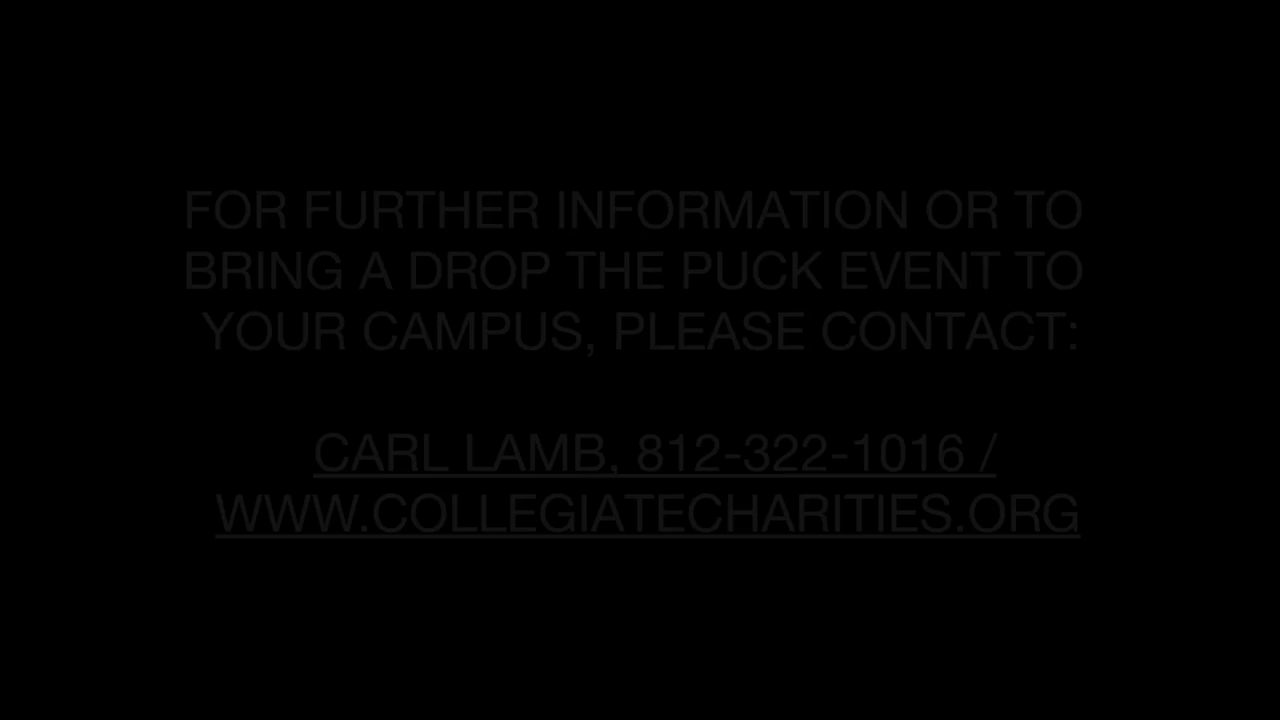 FOR FURTHER INFORMATION OR TO
BRING A DROP THE PUCK EVENT TO
YOUR CAMPUS, PLEASE CONTACT:
CARL LAMB, 812-322-1016 /
WWW.COLLEGIATECHARITIES.ORG